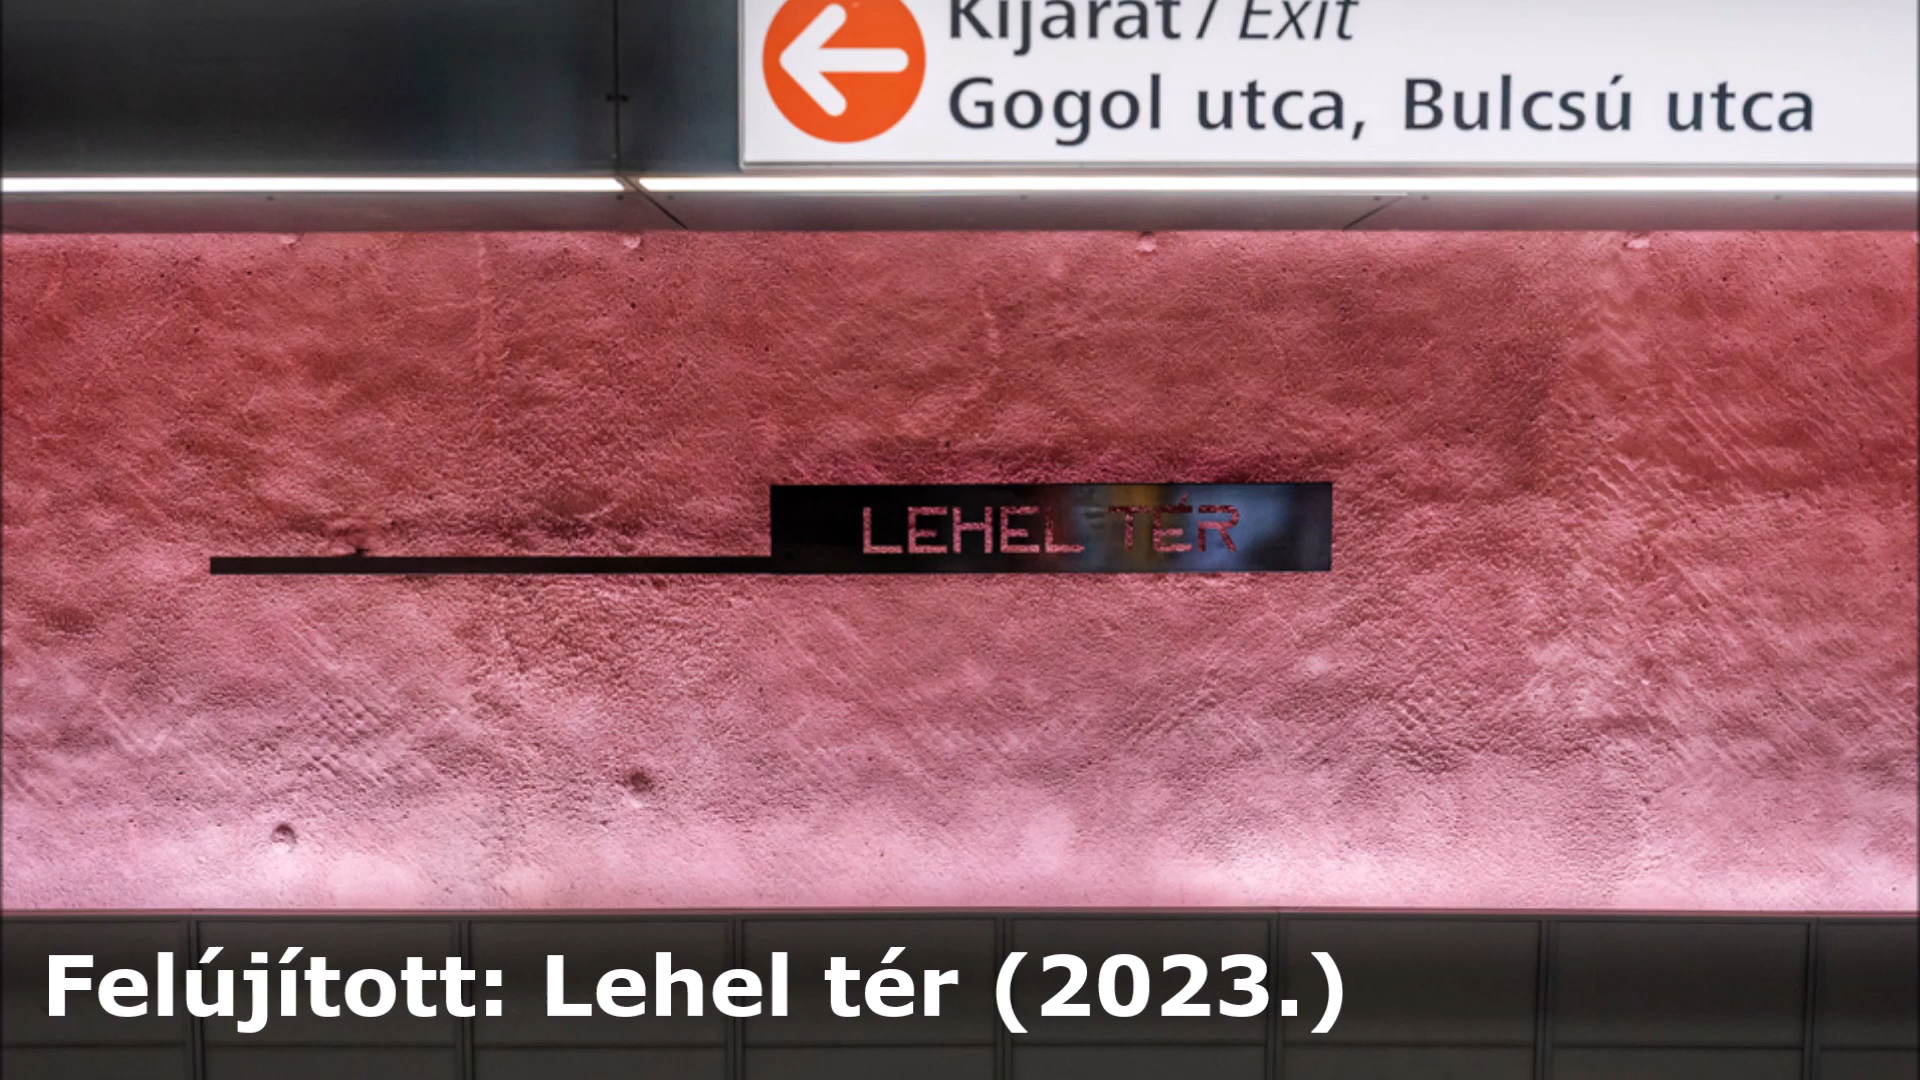 Kijárat / Exit
Gogol utca, Bulcsú utca
LEHEL TÉR
Felújított: Lehel tér (2023.)